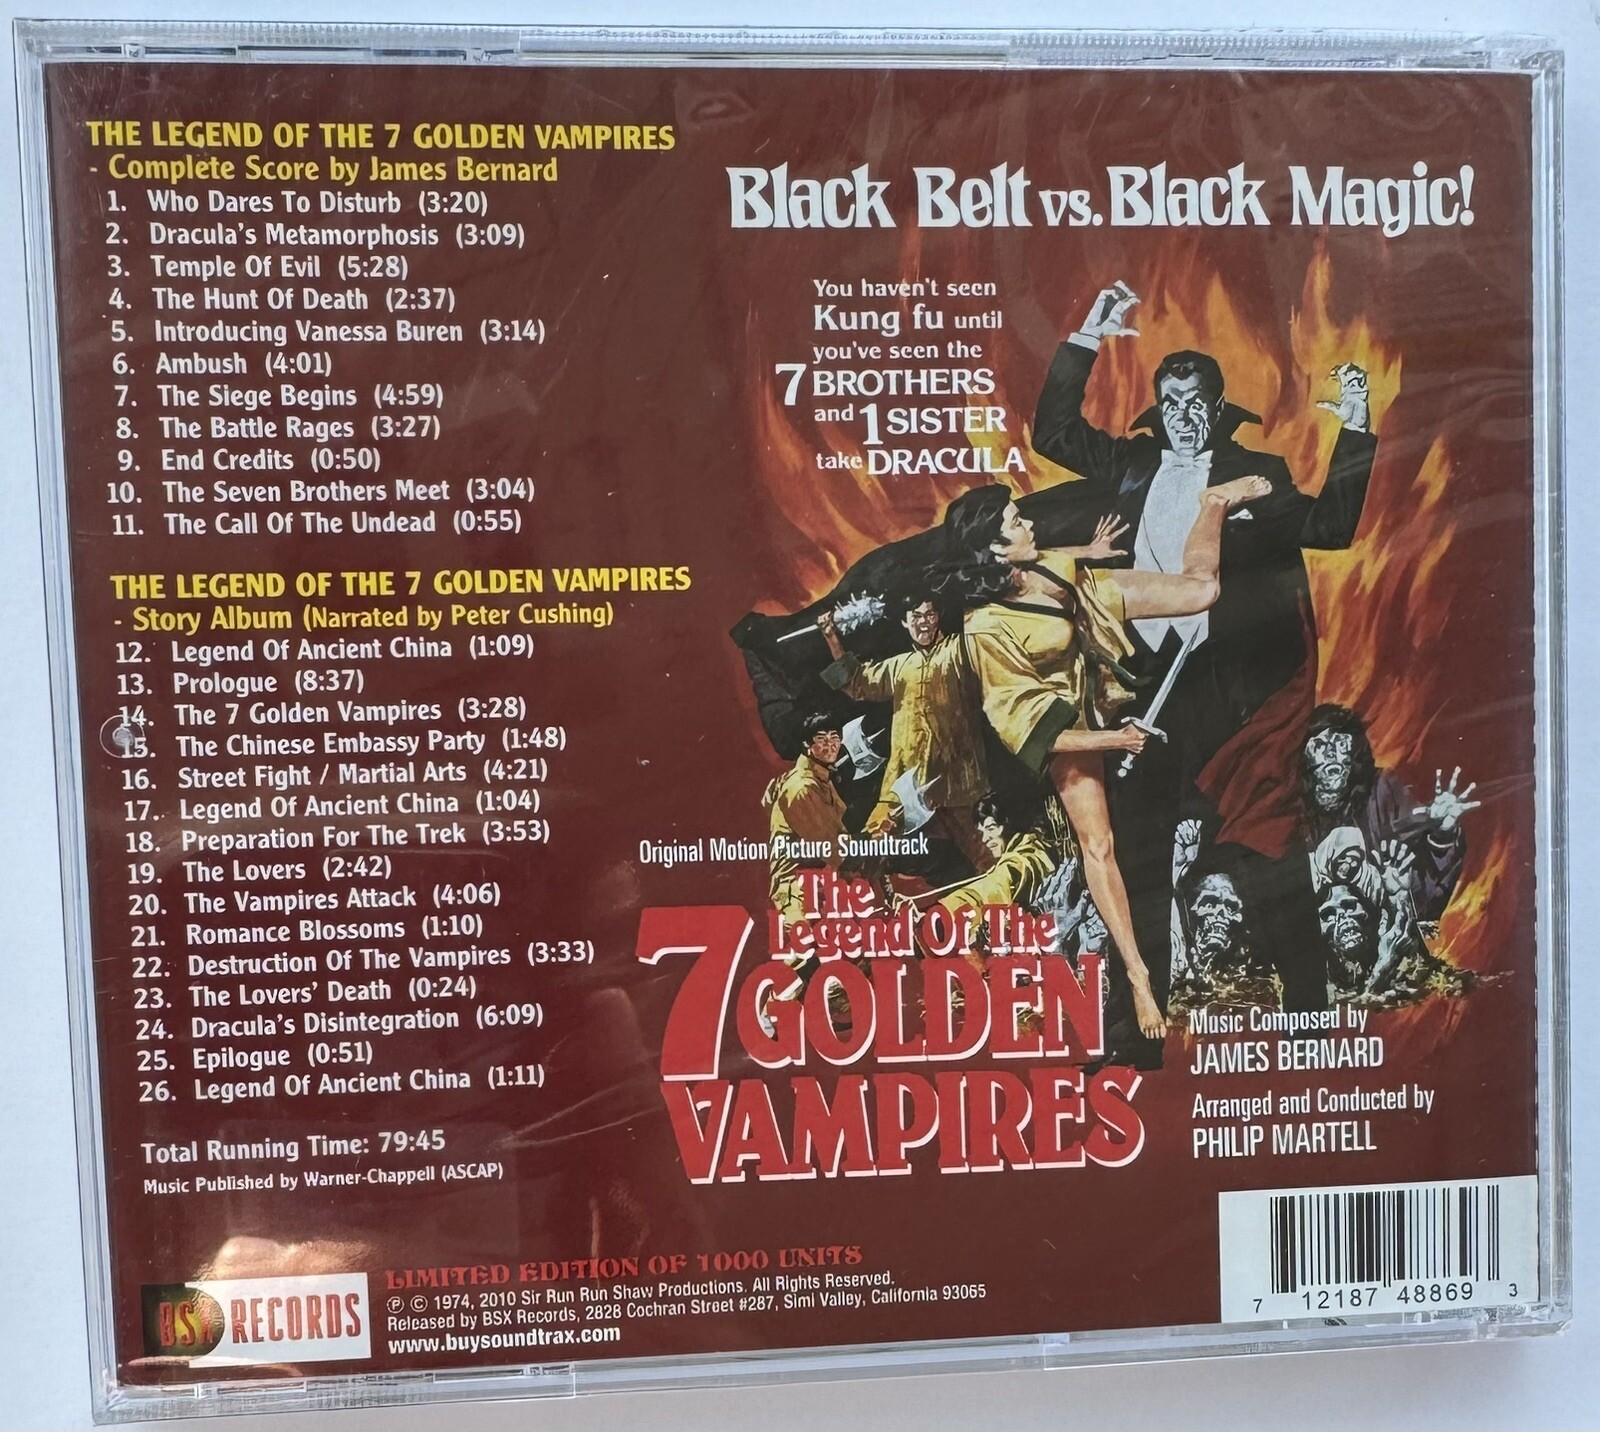 THE LEGEND OF THE 7 GOLDEN VAMPIRES
- Complete Score by James Bernard
1. Who Dares To Disturb (3:20)
2. Dracula's Metamorphosis (3:09)
3. Temple Of Evil (5:28)
4. The Hunt Of Death (2:37)
5. Introducing Vanessa Buren (3:14)
6. Ambush (4:01)
7. The Siege Begins (4:59)
8. The Battle Rages (3:27)
9. End Credits (0:50)
10. The Seven Brothers Meet (3:04)
11. The Call Of The Undead (0:55)
THE LEGEND OF THE 7 GOLDEN VAMPIRES
- Story Album (Narrated by Peter Cushing)
12. Legend Of Ancient China (1:09)
13. Prologue (8:37)
14. The 7 Golden Vampires (3:28)
15. The Chinese Embassy Party (1:48)
16. Street Fight / Martial Arts (4:21)
17. Legend Of Ancient China (1:04)
18. Preparation For The Trek (3:53)
19. The Lovers (2:42)
20. The Vampires Attack (4:06)
21. Romance Blossoms (1:10)
22. Destruction Of The Vampires (3:33)
23. The Lovers' Death (0:24)
24. Dracula's Disintegration (6:09)
25. Epilogue (0:51)
26. Legend Of Ancient China (1:11)
Total Running Time: 79:45
Music Published by Warner-Chappell (ASCAP)
Black Belt vs. Black Magic!
You haven't seen
Kung fu until
you've seen the
7 BROTHERS
and 1 SISTER
take DRACULA
Original Motion Picture Soundtrack
The
Legend Of The
7 GOLDEN
VAMPIRES
Music Composed by
JAMES BERNARD
Arranged and Conducted by
PHILIP MARTELL
BSX RECORDS
LIMITED EDITION OF 1000 UNITS
℗ © 1974, 2010 Sir Run Run Shaw Productions. All Rights Reserved.
Released by BSX Records, 2828 Cochran Street #287, Simi Valley, California 93065
www.buysoundtrax.com
7 12187 48869 3